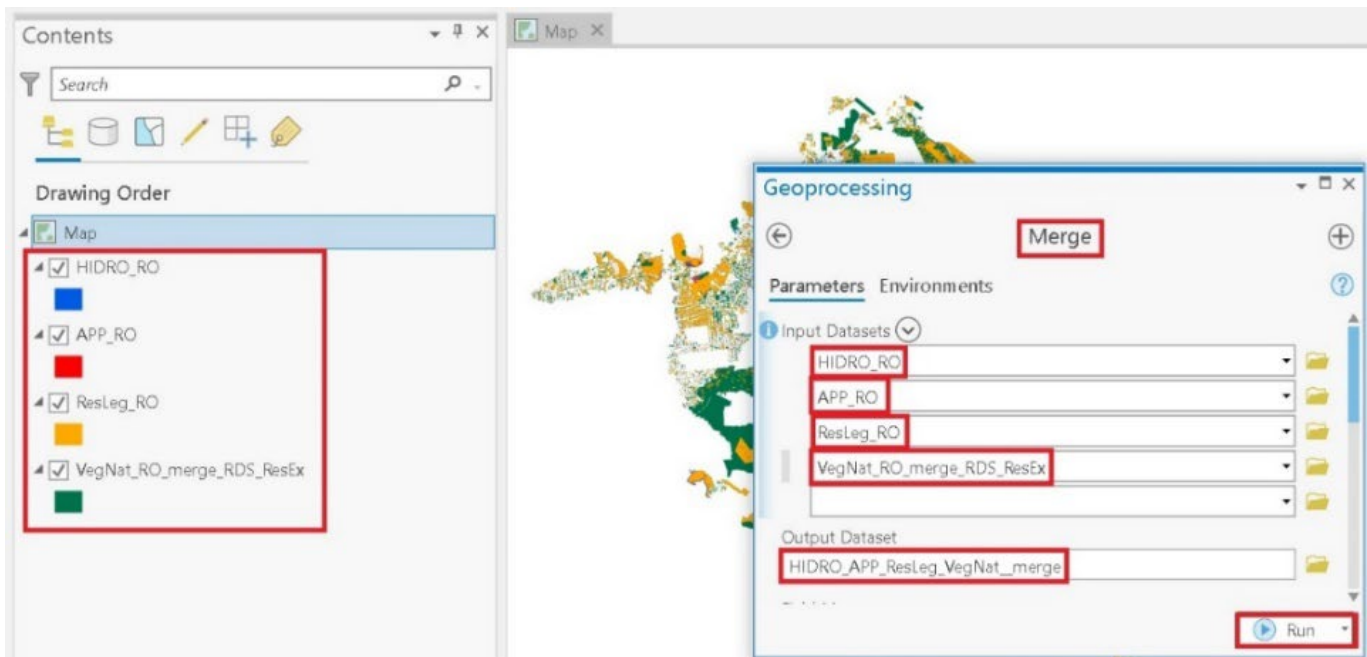 Contents
Search
Drawing Order
Map
HIDRO_RO
APP_RO
ResLeg_RO
VegNat_RO_merge_RDS_ResEx
Map
Geoprocessing
Merge
Parameters Environments
Input Datasets
HIDRO_RO
APP_RO
ResLeg_RO
VegNat_RO_merge_RDS_ResEx
Output Dataset
HIDRO_APP_ResLeg_VegNat__merge
Run